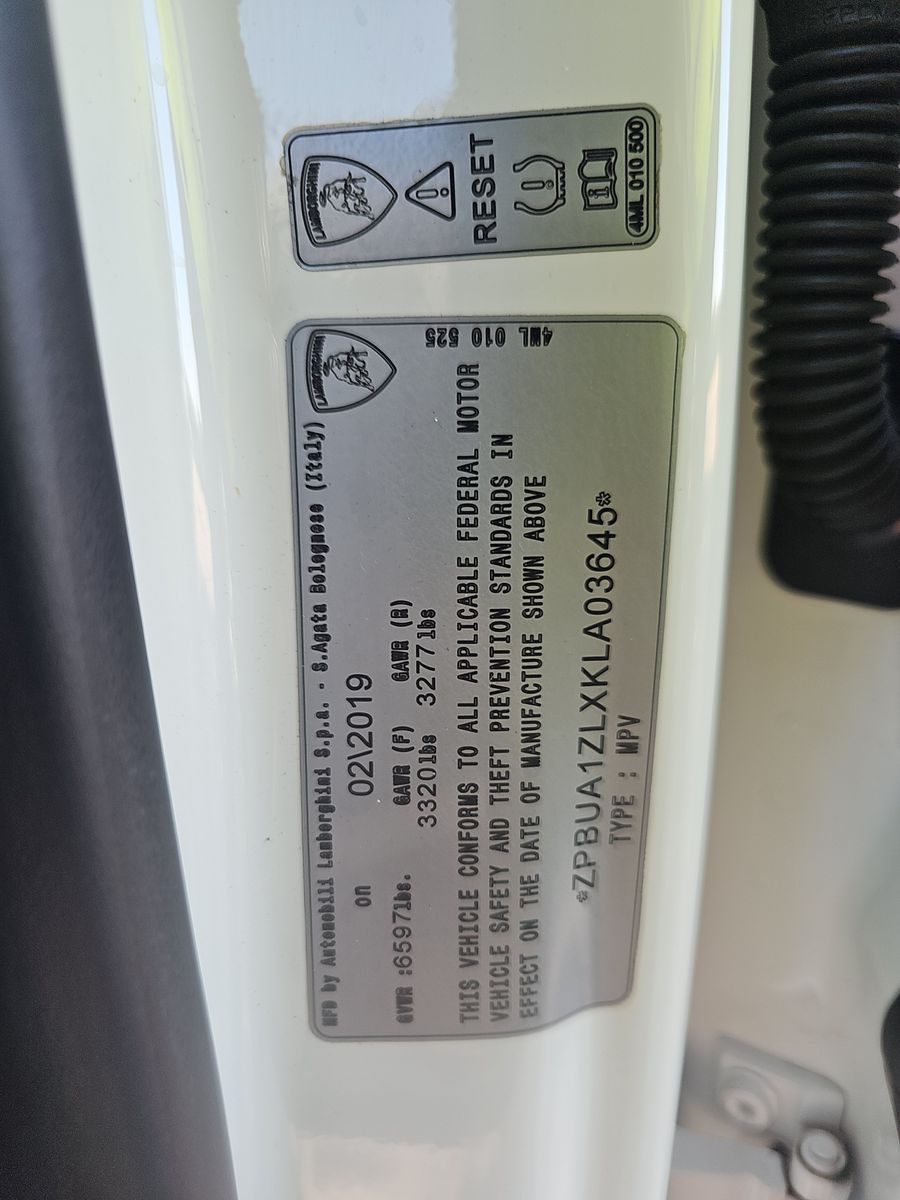 LAMBORGHINI
RESET
4ML 010 500
LAMBORGHINI
4ML 010 525
MFD by Automobili Lamborghini S.p.a. - S.Agata Bolognese (Italy)
on 02\2019
GVWR :6597lbs. GAWR (F) GAWR (R)
3320lbs 3277lbs
THIS VEHICLE CONFORMS TO ALL APPLICABLE FEDERAL MOTOR
VEHICLE SAFETY AND THEFT PREVENTION STANDARDS IN
EFFECT ON THE DATE OF MANUFACTURE SHOWN ABOVE
*ZPBUA1ZLXKLA03645*
TYPE : MPV